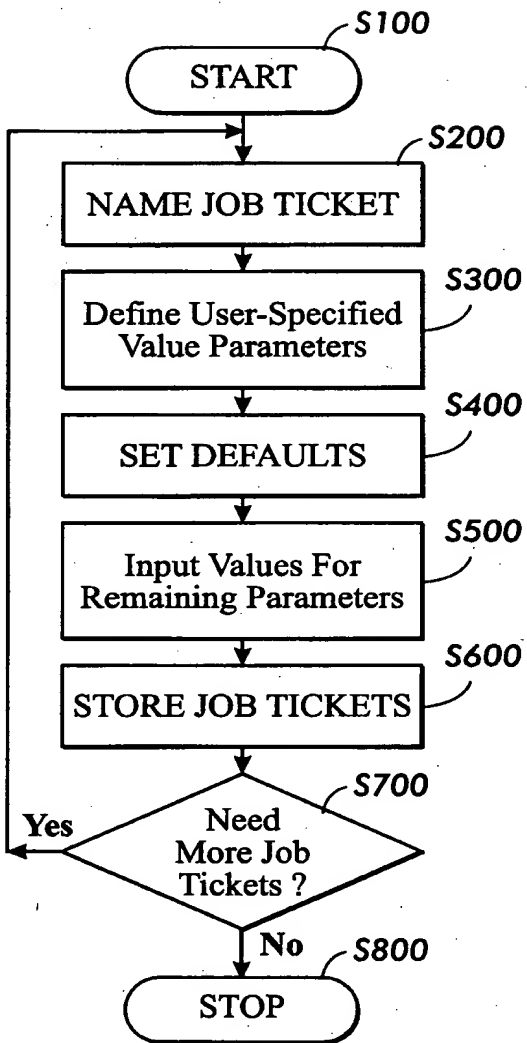 S100
START
S200
NAME JOB TICKET
S300
Define User-Specified
Value Parameters
S400
SET DEFAULTS
S500
Input Values For
Remaining Parameters
S600
STORE JOB TICKETS
S700
Need
More Job
Tickets ?
Yes
No
S800
STOP